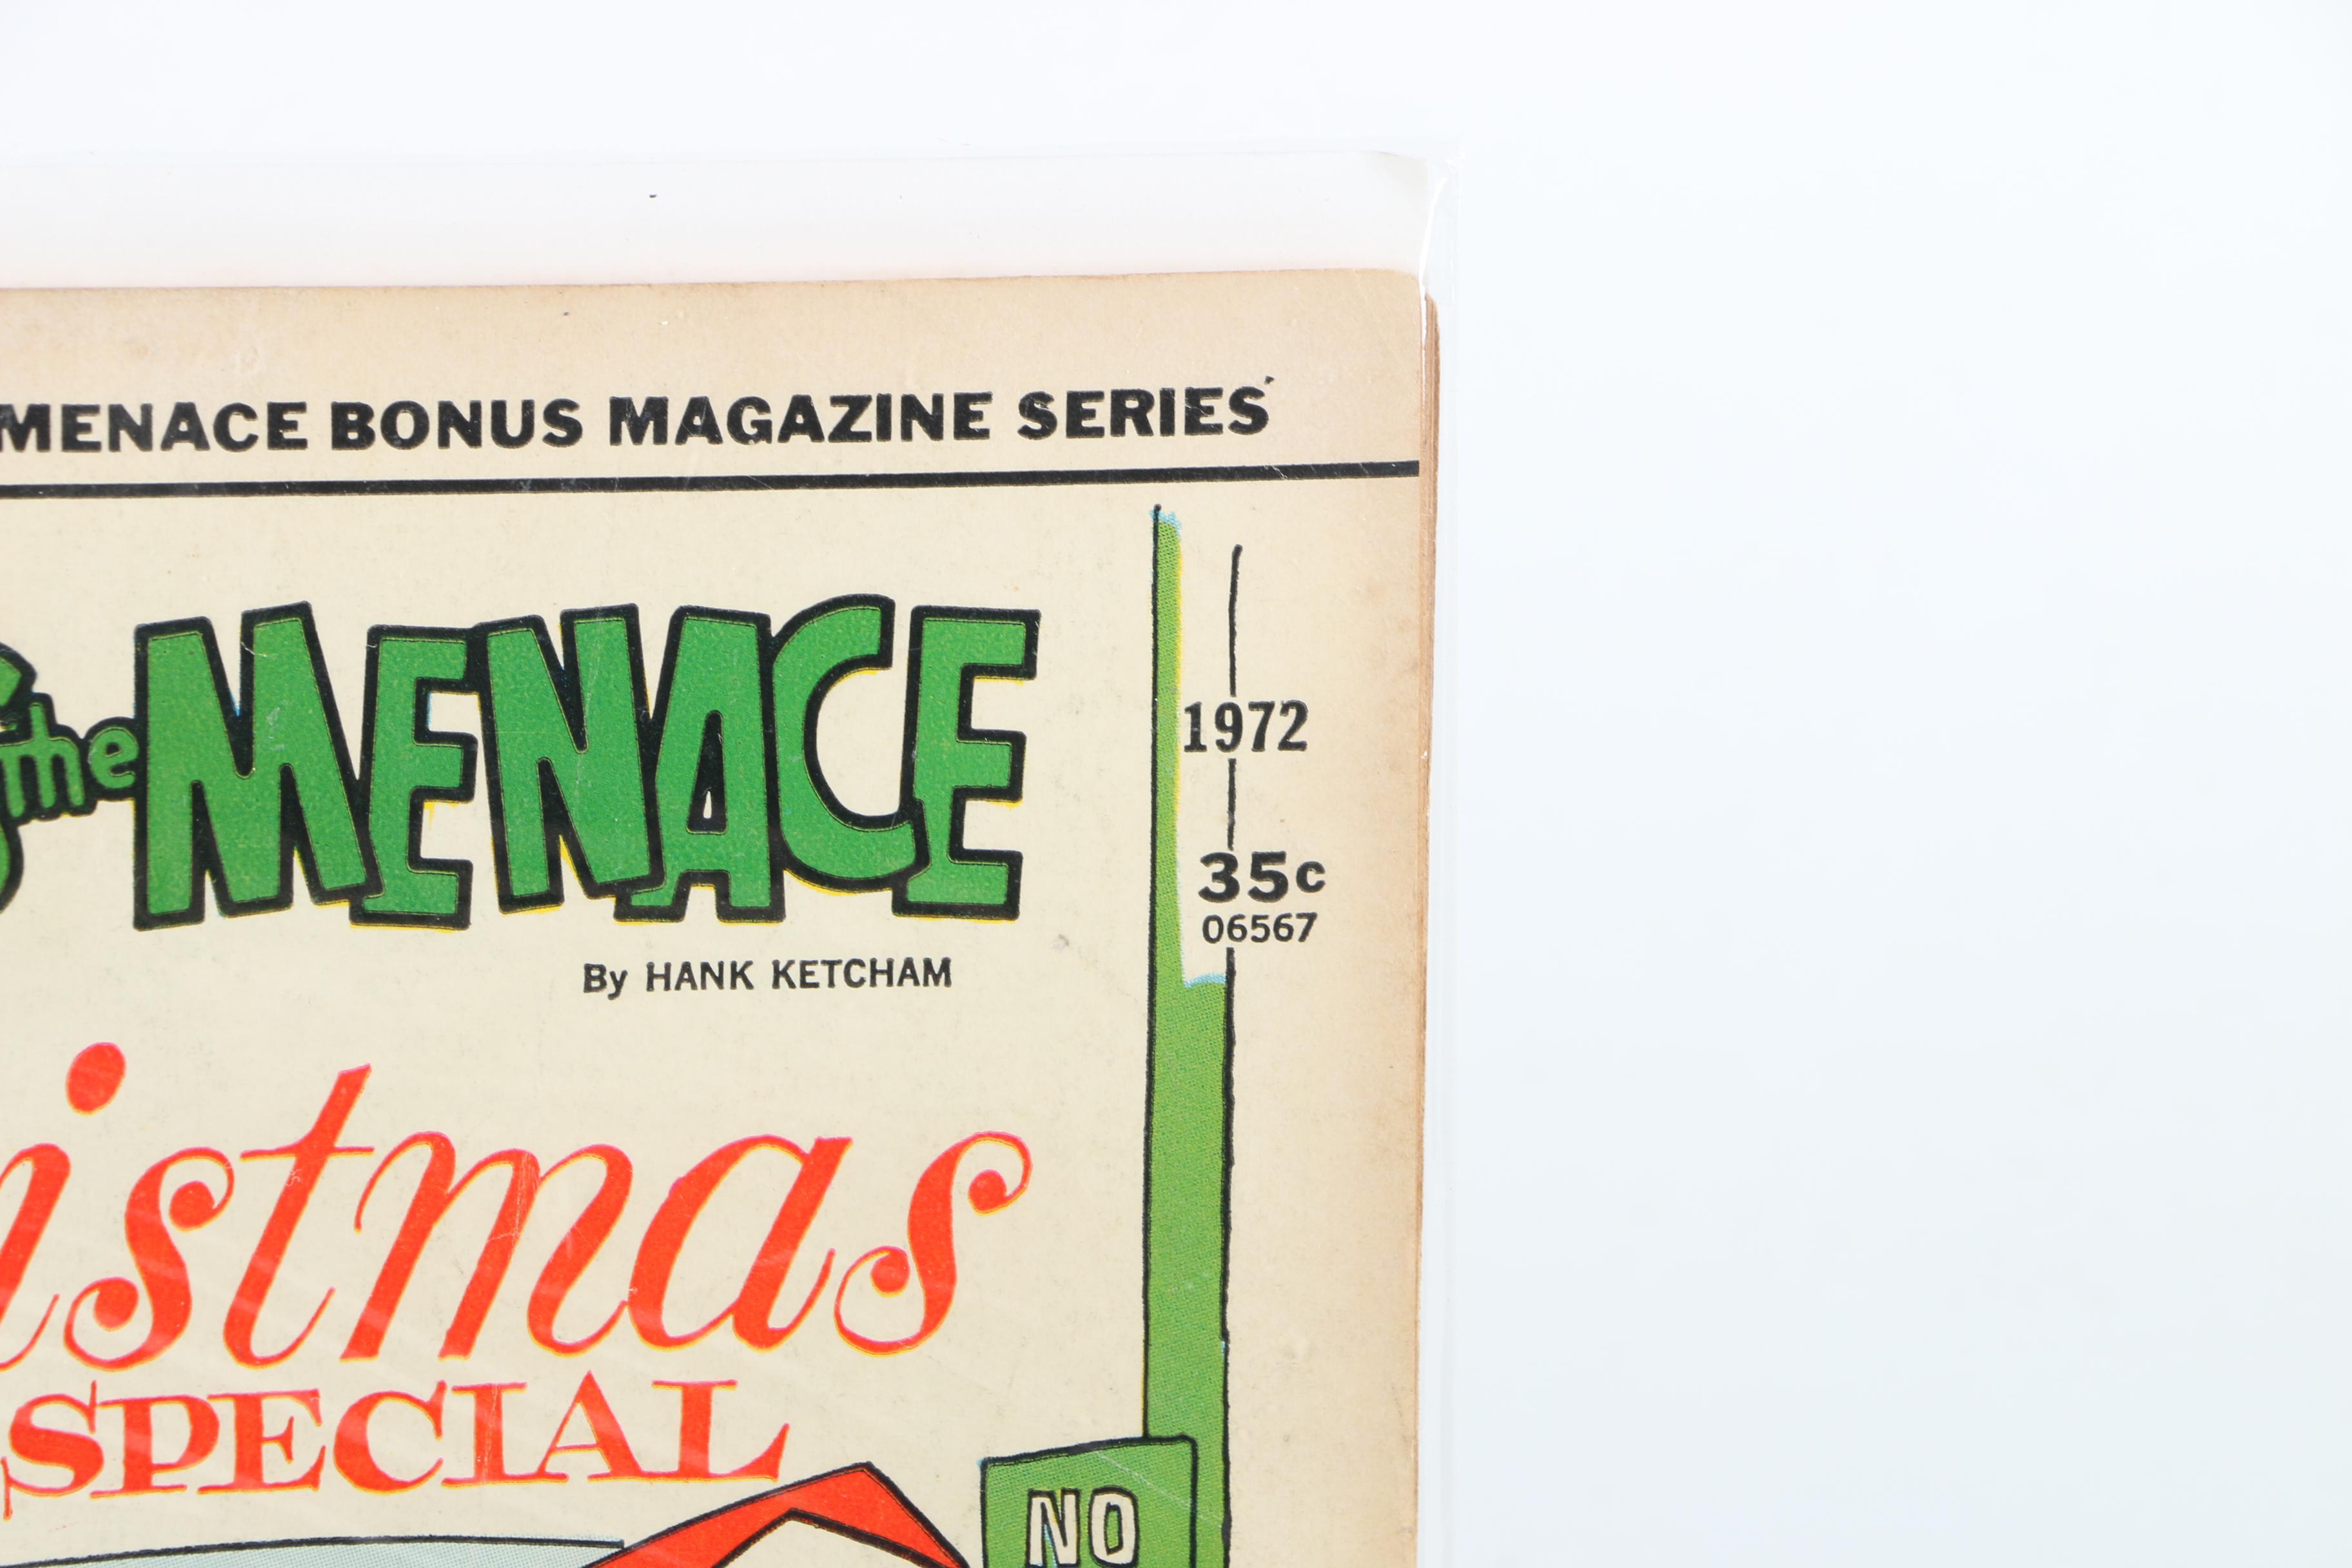 MENACE BONUS MAGAZINE SERIES
the MENACE
1972
35c
06567
By HANK KETCHAM
istmas
SPECIAL
NO